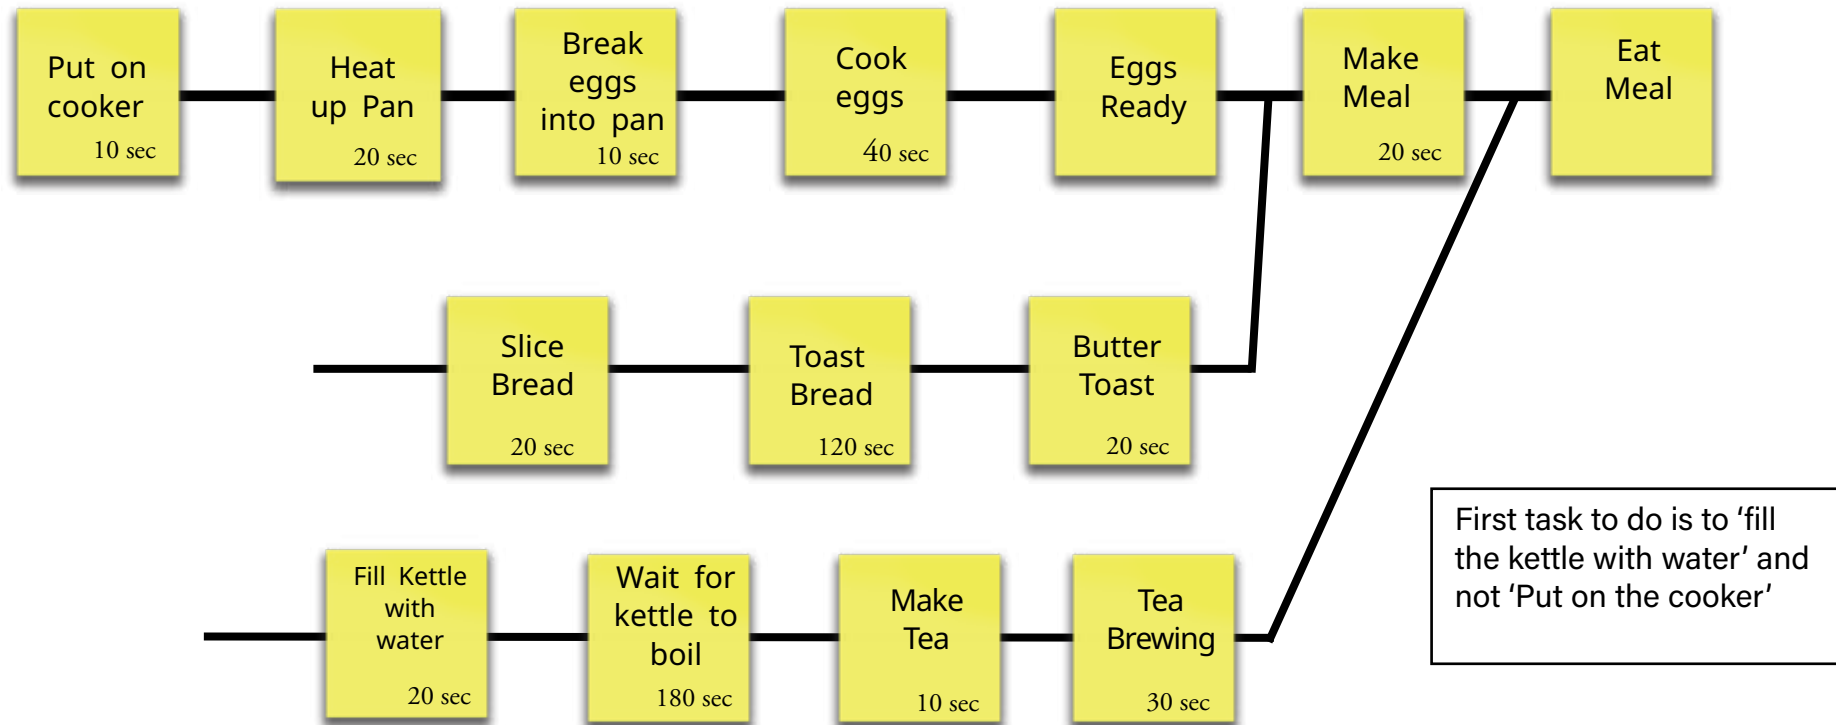 Put on
cooker
10 sec
Heat
up Pan
20 sec
Break
eggs
into pan
10 sec
Cook
eggs
40 sec
Eggs
Ready
Make
Meal
20 sec
Eat
Meal
Slice
Bread
20 sec
Toast
Bread
120 sec
Butter
Toast
20 sec
Fill Kettle
with
water
20 sec
Wait for
kettle to
boil
180 sec
Make
Tea
10 sec
Tea
Brewing
30 sec
First task to do is to ‘fill
the kettle with water’ and
not ‘Put on the cooker’